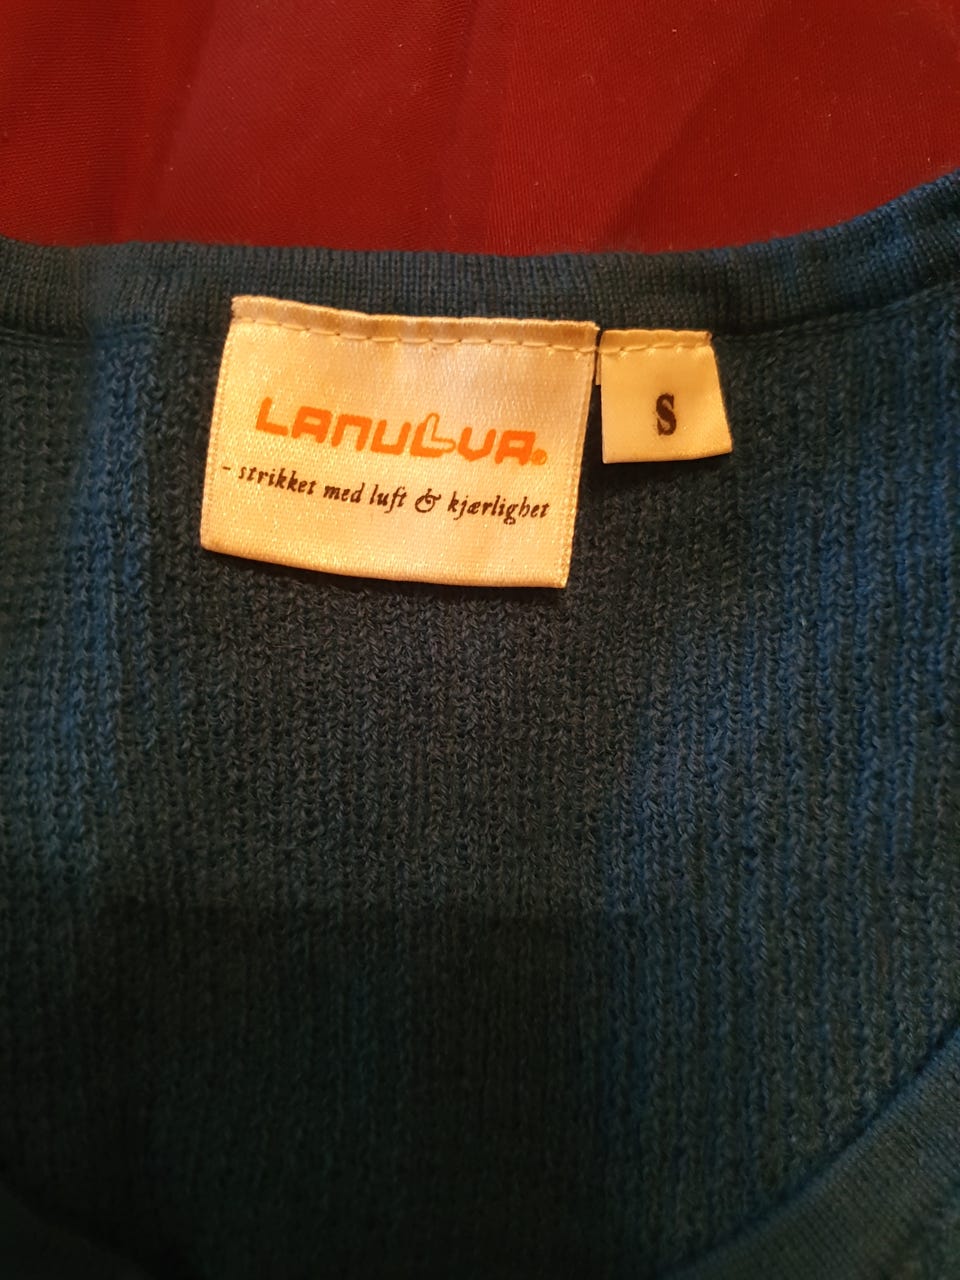 LANULLVA®
- strikket med luft & kjærlighet
S